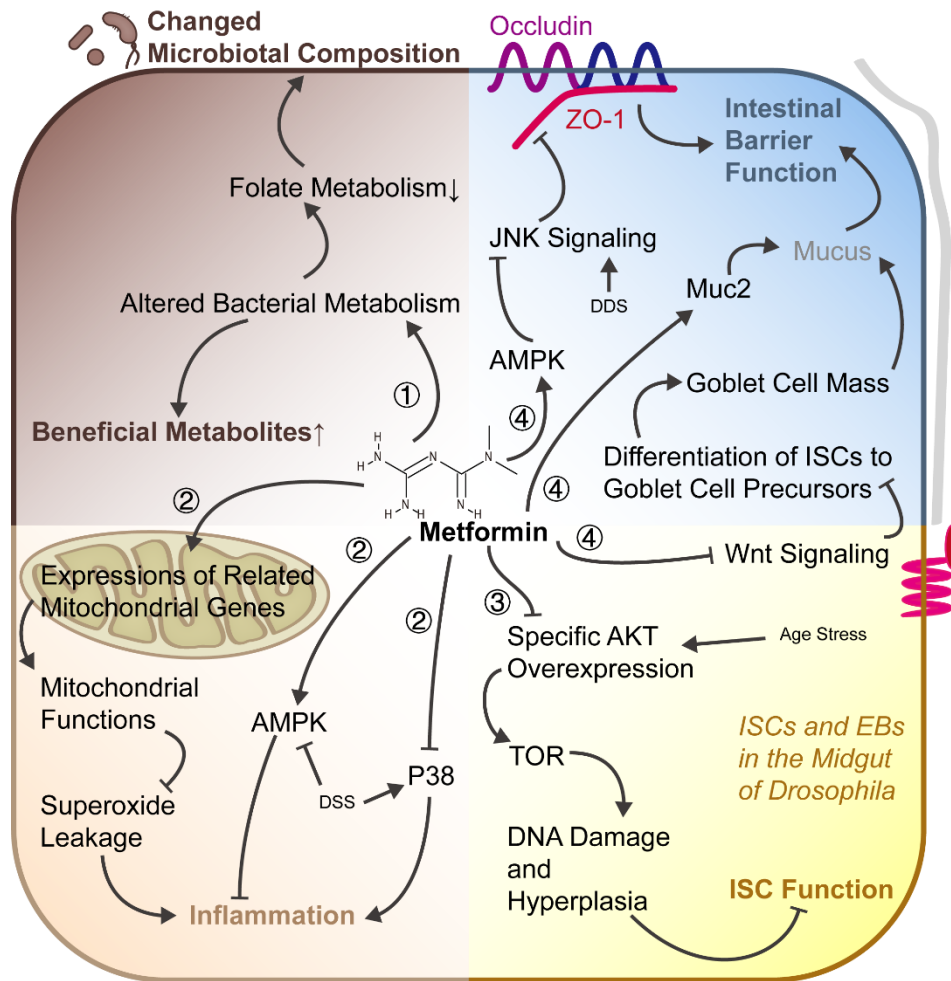 Changed
Microbiotal Composition
Occludin
ZO-1
Intestinal
Barrier
Function
Folate Metabolism↓
JNK Signaling
Mucus
Muc2
DDS
Altered Bacterial Metabolism
AMPK
Goblet Cell Mass
①
④
Beneficial Metabolites↑
Differentiation of ISCs to
Goblet Cell Precursors
④
H
N
H
N
N
H
N
H
N
H
②
Metformin
②
④
Wnt Signaling
Expressions of Related
Mitochondrial Genes
②
③
Specific AKT
Overexpression
Age Stress
Mitochondrial
Functions
AMPK
TOR
ISCs and EBs
in the Midgut
of Drosophila
P38
DSS
Superoxide
Leakage
DNA Damage
and
Hyperplasia
ISC Function
Inflammation